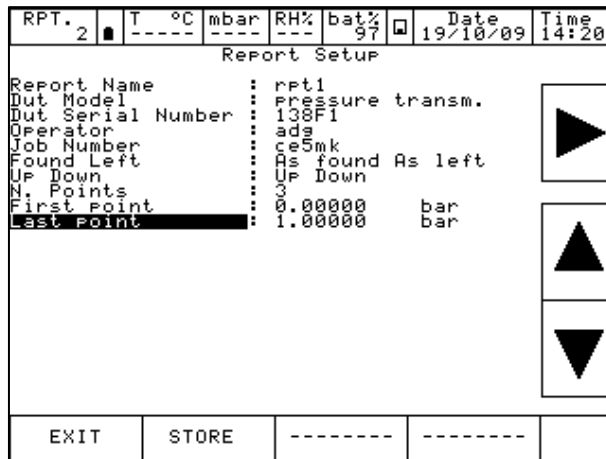 RPT. T °C mbar RH% bat% Date Time
2 ----- ---- --- 97 19/10/09 14:20
Report Setup
Report Name : rpt1
Dut Model : pressure transm.
Dut Serial Number : 138F1
Operator : adg
Job Number : ce5mk
Found Left : As found As left
Up Down : Up Down
N. Points : 3
First point : 0.00000 bar
Last point : 1.00000 bar
EXIT STORE -------- --------